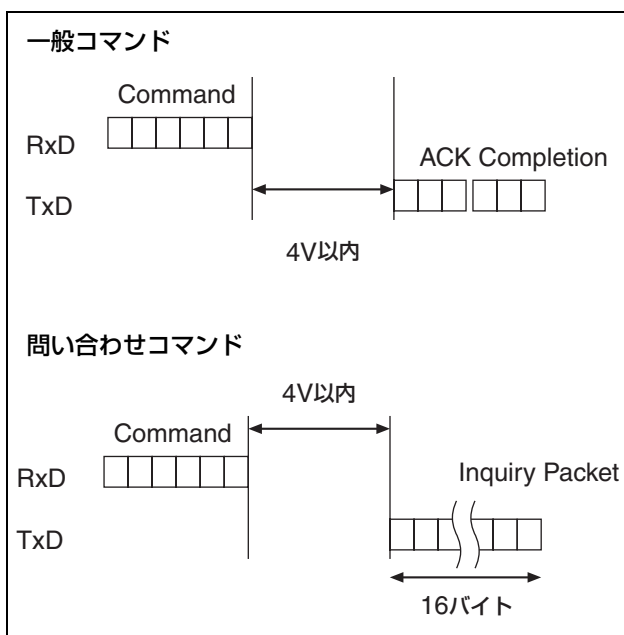 一般コマンド
Command
RxD
ACK Completion
TxD
4V以内
問い合わせコマンド
4V以内
Command
RxD
Inquiry Packet
TxD
16バイト